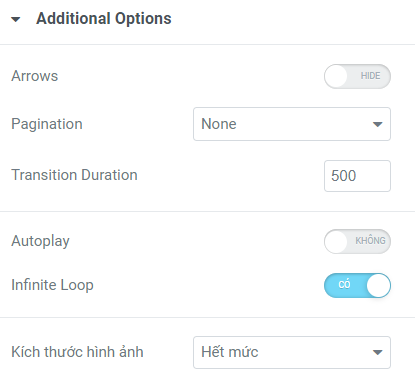 Additional Options
Arrows HIDE
Pagination None
Transition Duration 500
Autoplay KHÔNG
Infinite Loop CÓ
Kích thước hình ảnh Hết mức